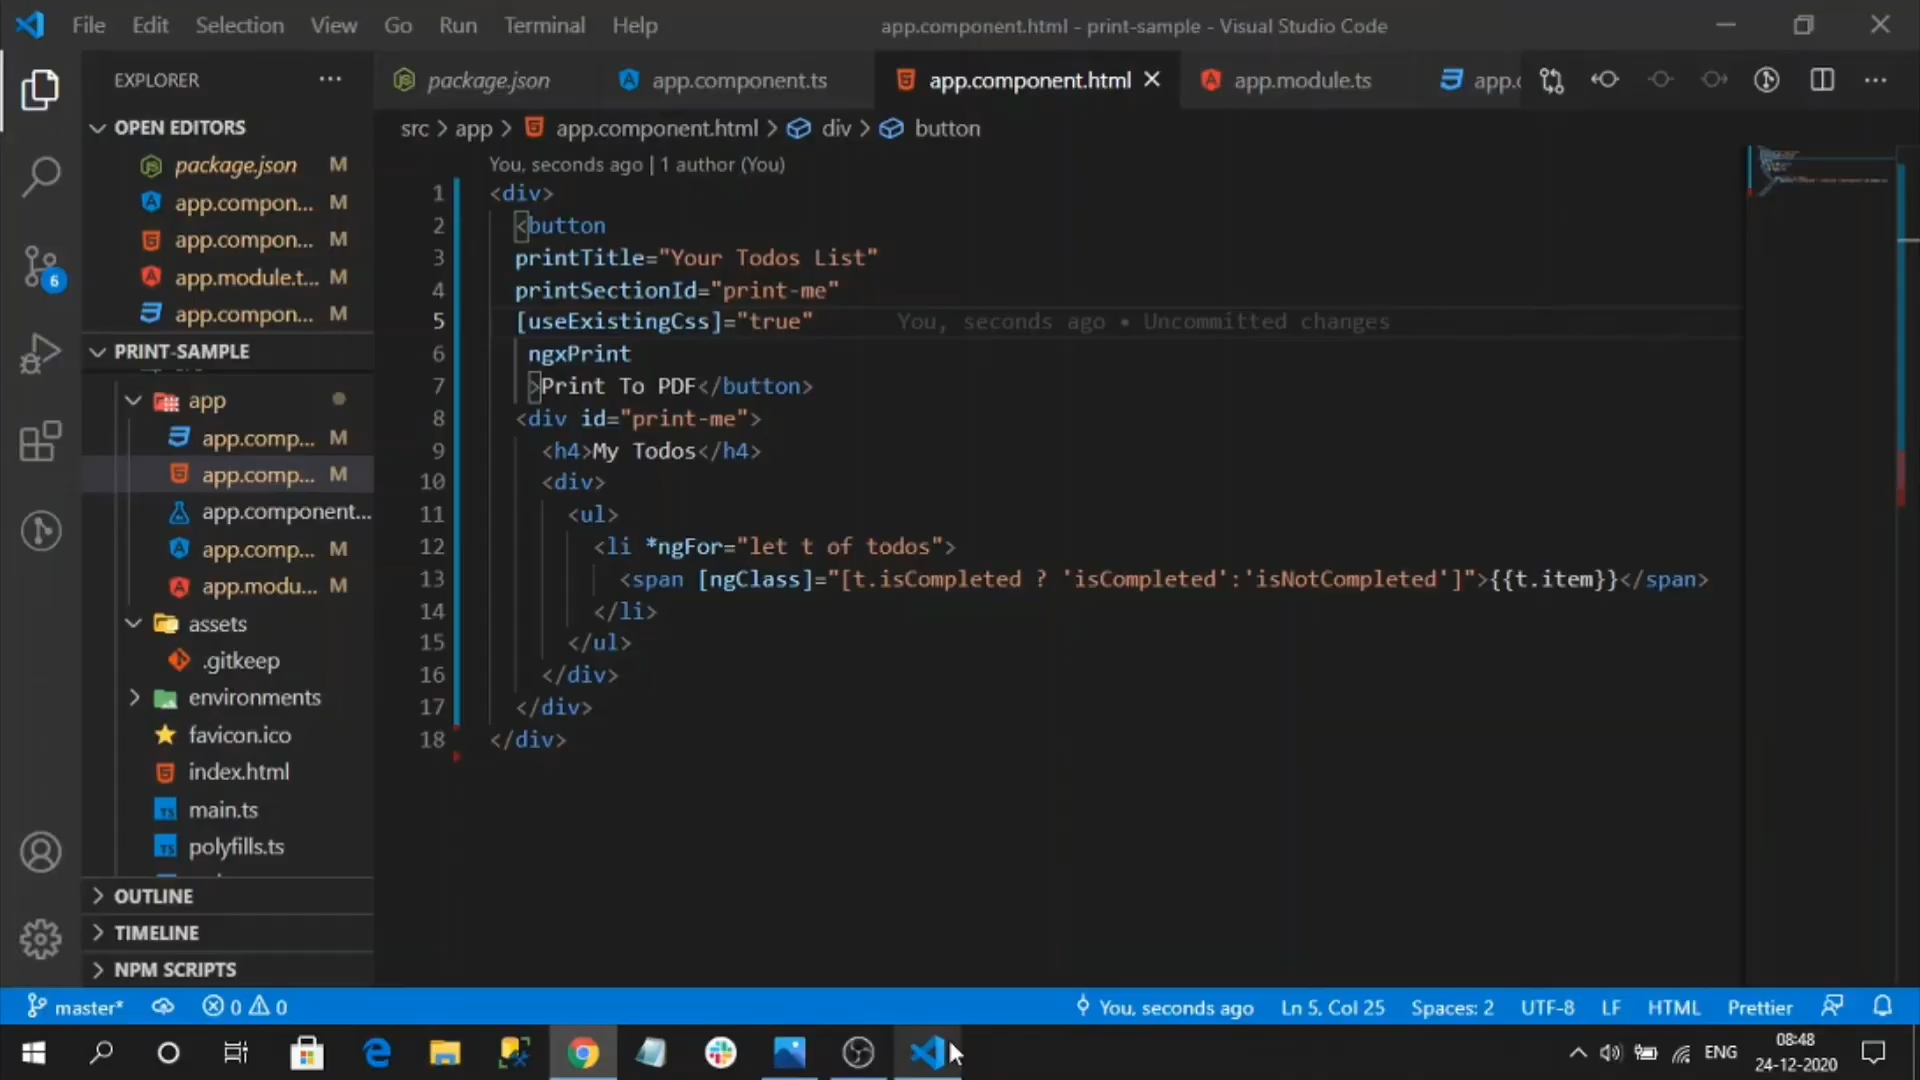 File Edit Selection View Go Run Terminal Help
app.component.html - print-sample - Visual Studio Code
EXPLORER ...
package.json app.component.ts app.component.html app.module.ts app.c ...
OPEN EDITORS
src > app > app.component.html > div > button
package.json M
app.compon... M
app.compon... M
app.module.t... M
app.compon... M
PRINT-SAMPLE
app
app.comp... M
app.comp... M
app.component...
app.comp... M
app.modu... M
assets
.gitkeep
environments
favicon.ico
index.html
main.ts
polyfills.ts
OUTLINE
TIMELINE
NPM SCRIPTS
6
You, seconds ago | 1 author (You)
1 <div>
2 <button
3 printTitle="Your Todos List"
4 printSectionId="print-me"
5 [useExistingCss]="true" You, seconds ago • Uncommitted changes
6 ngxPrint
7 >Print To PDF</button>
8 <div id="print-me">
9 <h4>My Todos</h4>
10 <div>
11 <ul>
12 <li *ngFor="let t of todos">
13 <span [ngClass]="[t.isCompleted ? 'isCompleted':'isNotCompleted']">{{t.item}}</span>
14 </li>
15 </ul>
16 </div>
17 </div>
18 </div>
master* 0 0 You, seconds ago Ln 5, Col 25 Spaces: 2 UTF-8 LF HTML Prettier
ENG 08:48
24-12-2020